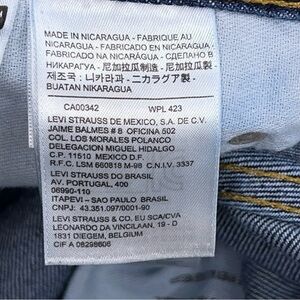 MADE IN NICARAGUA - FABRIQUE AU
NICARAGUA - FABRICADO EN NICARAGUA -
FABRICADO NA NICARÁGUA - СДЕЛАНО В
НИКАРАГУА - 尼加拉瓜制造 - 尼加拉瓜製 -
제조국 : 니카라과 - ニカラグア製 -
BUATAN NIKARAGUA
CA00342 WPL 423
LEVI STRAUSS DE MEXICO, S.A. DE C.V.
JAIME BALMES # 8 OFICINA 502
COL. LOS MORALES POLANCO
DELEGACION MIGUEL HIDALGO
C.P. 11510 MEXICO D.F.
R.F.C. LSM 660818 M-98 C.N.I.V. 3337
LEVI STRAUSS DO BRASIL
AV. PORTUGAL, 400
06690-110
ITAPEVI – SAO PAULO BRASIL
CNPJ: 43.351.097/0001-90
LEVI STRAUSS & CO. EU SCA/CVA
LEONARDO DA VINCILAAN, 19 - D
1831 DIEGEM, BELGIUM
CIF A 08298606